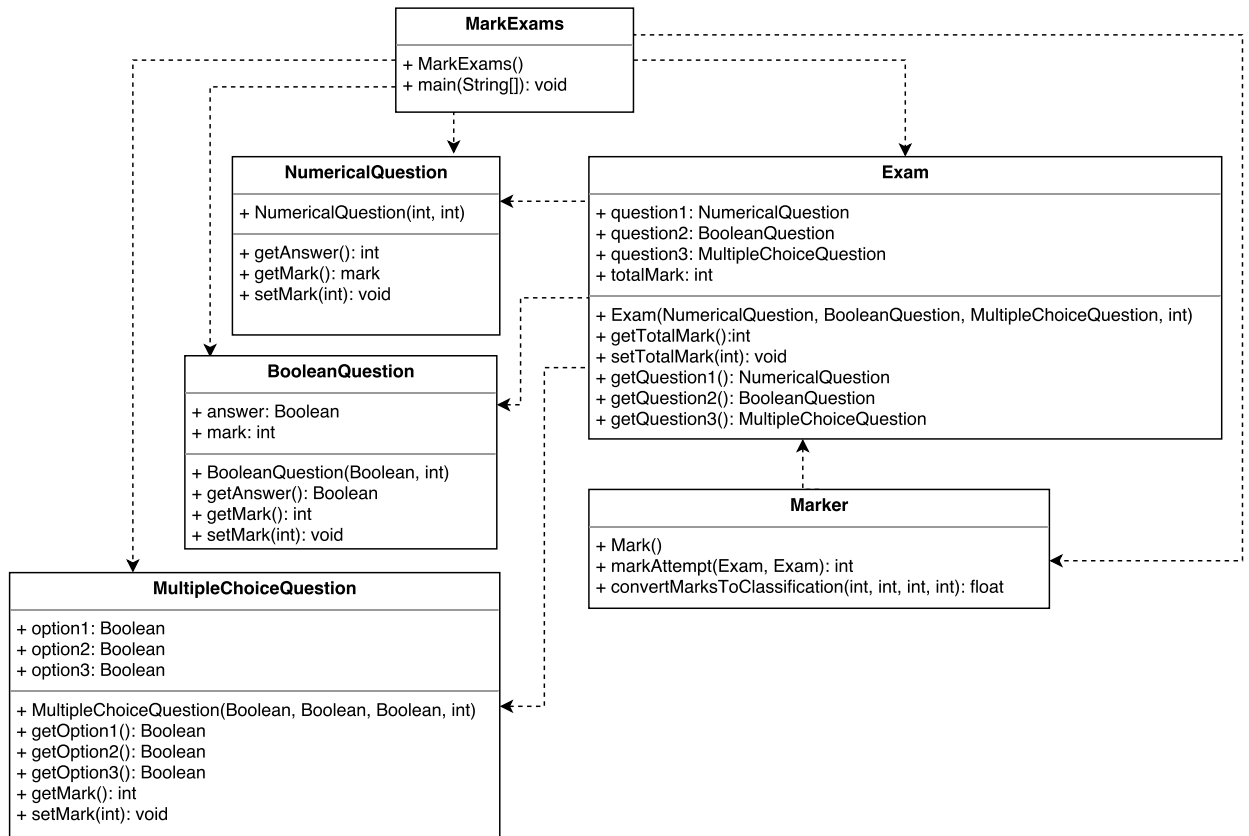 MarkExams
+ MarkExams()
+ main(String[]): void
NumericalQuestion
+ NumericalQuestion(int, int)
+ getAnswer(): int
+ getMark(): mark
+ setMark(int): void
Exam
+ question1: NumericalQuestion
+ question2: BooleanQuestion
+ question3: MultipleChoiceQuestion
+ totalMark: int
+ Exam(NumericalQuestion, BooleanQuestion, MultipleChoiceQuestion, int)
+ getTotalMark():int
+ setTotalMark(int): void
+ getQuestion1(): NumericalQuestion
+ getQuestion2(): BooleanQuestion
+ getQuestion3(): MultipleChoiceQuestion
BooleanQuestion
+ answer: Boolean
+ mark: int
+ BooleanQuestion(Boolean, int)
+ getAnswer(): Boolean
+ getMark(): int
+ setMark(int): void
Marker
+ Mark()
+ markAttempt(Exam, Exam): int
+ convertMarksToClassification(int, int, int, int): float
MultipleChoiceQuestion
+ option1: Boolean
+ option2: Boolean
+ option3: Boolean
+ MultipleChoiceQuestion(Boolean, Boolean, Boolean, int)
+ getOption1(): Boolean
+ getOption2(): Boolean
+ getOption3(): Boolean
+ getMark(): int
+ setMark(int): void